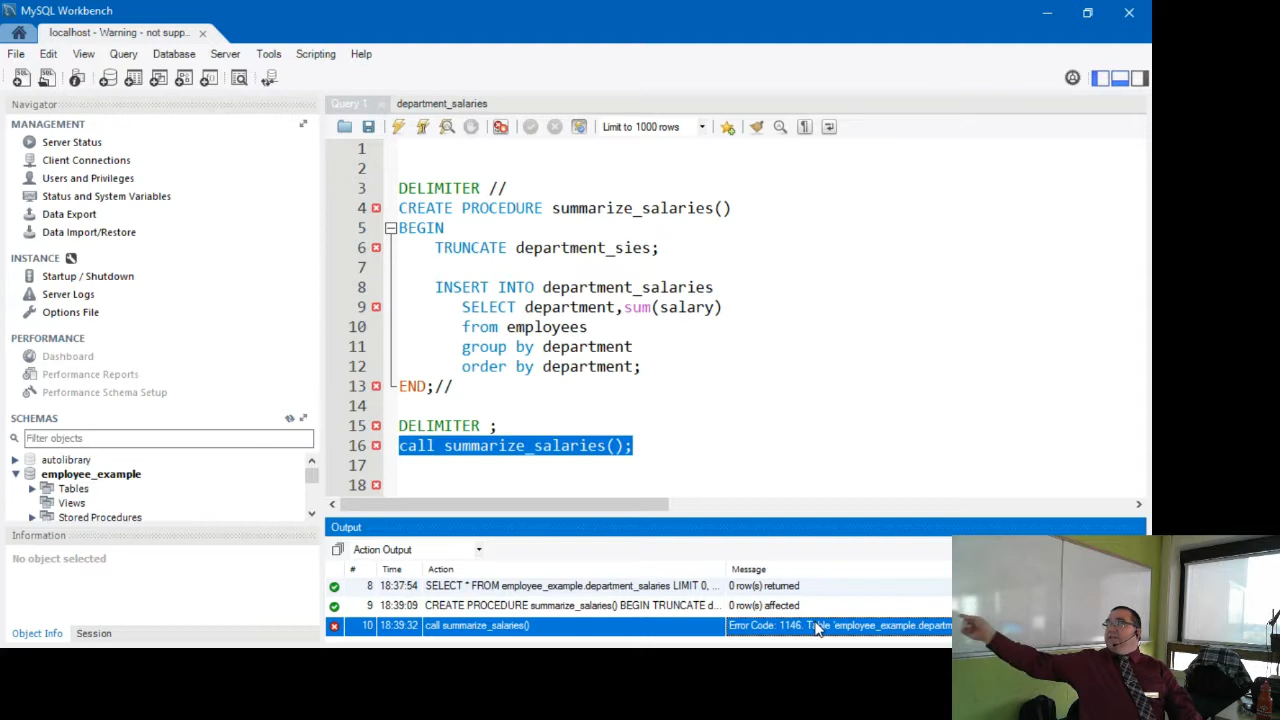 MySQL Workbench
localhost - Warning - not supp..
File Edit View Query Database Server Tools Scripting Help
Navigator
MANAGEMENT
Server Status
Client Connections
Users and Privileges
Status and System Variables
Data Export
Data Import/Restore
INSTANCE
Startup / Shutdown
Server Logs
Options File
PERFORMANCE
Dashboard
Performance Reports
Performance Schema Setup
SCHEMAS
Filter objects
autolibrary
employee_example
Tables
Views
Stored Procedures
Information
No object selected
Object Info Session
Query 1 department_salaries
Limit to 1000 rows
1
2
3 DELIMITER //
4 CREATE PROCEDURE summarize_salaries()
5 BEGIN
6 TRUNCATE department_sies;
7
8 INSERT INTO department_salaries
9 SELECT department,sum(salary)
10 from employees
11 group by department
12 order by department;
13 END;//
14
15 DELIMITER ;
16 call summarize_salaries();
17
18
Output
Action Output
# Time Action Message
8 18:37:54 SELECT * FROM employee_example.department_salaries LIMIT 0, ... 0 row(s) returned
9 18:39:09 CREATE PROCEDURE summarize_salaries() BEGIN TRUNCATE d... 0 row(s) affected
10 18:39:32 call summarize_salaries() Error Code: 1146. Table 'employee_example.departm